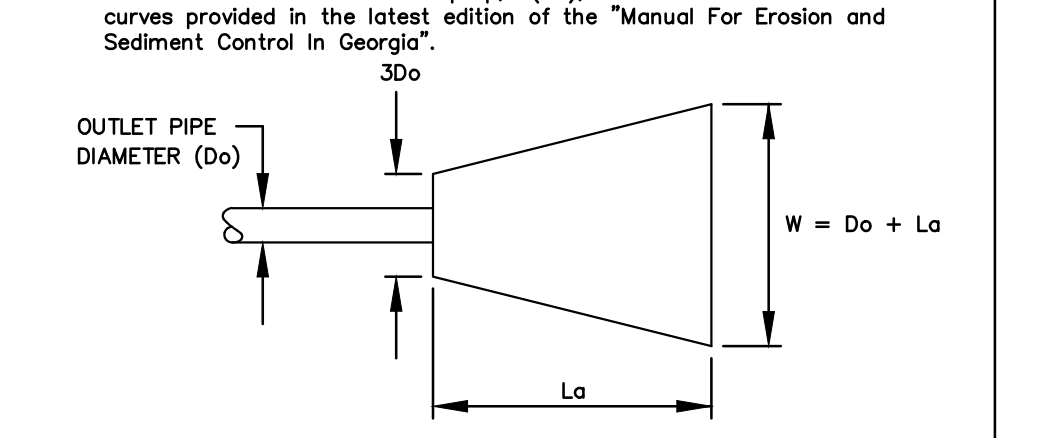 curves provided in the latest edition of the "Manual For Erosion and
Sediment Control In Georgia".
3Do
OUTLET PIPE
DIAMETER (Do)
W = Do + La
La